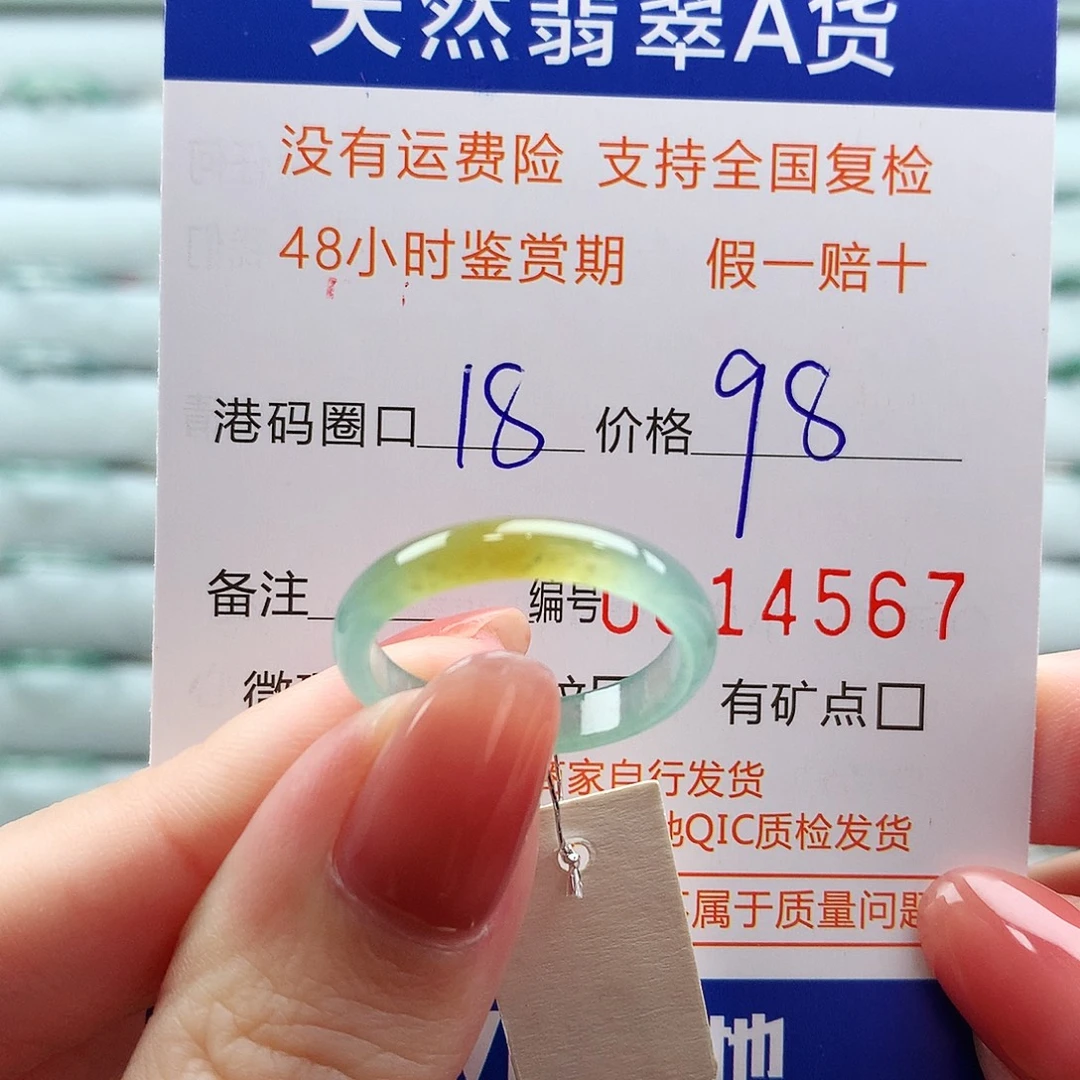 天然翡翠A货
没有运费险 支持全国复检
48小时鉴赏期 假一赔十
港码圈口 18 价格 98
备注 编号 14567
有矿点□
家自行发货
QIC质检发货
属于质量问题